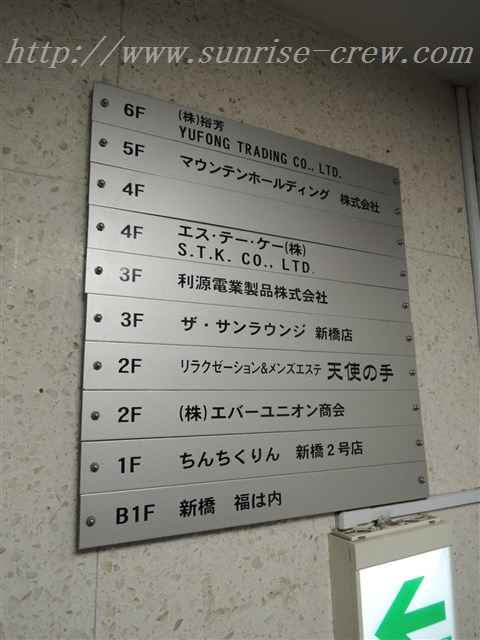 http://www.sunrise-crew.com
6F (株)裕芳
YUFONG TRADING CO., LTD.
5F マウンテンホールディング 株式会社
4F
4F エス・テー・ケー(株)
S.T.K. CO., LTD.
3F 利源電業製品株式会社
3F ザ・サンラウンジ 新橋店
2F リラクゼーション&メンズエステ 天使の手
2F (株)エバーユニオン商会
1F ちんちくりん 新橋2号店
B1F 新橋 福は内